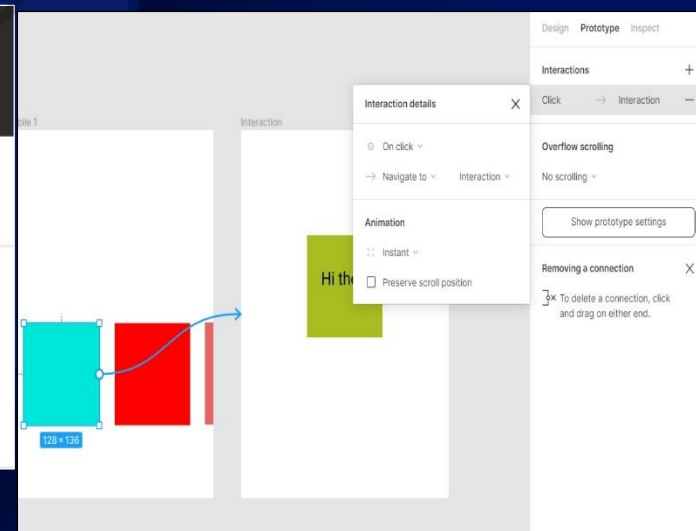 Design Prototype Inspect
Interactions +
Click → Interaction −
Overflow scrolling
No scrolling
Show prototype settings
Removing a connection X
To delete a connection, click
and drag on either end.
Interaction details X
On click
→ Navigate to Interaction
Animation
Instant
Preserve scroll position
Interaction
Hi
128 × 136